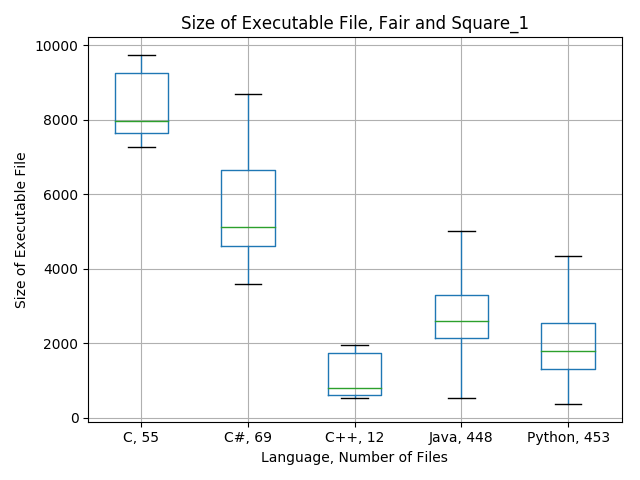 Size of Executable File, Fair and Square_1
10000
8000
6000
4000
2000
0
Size of Executable File
C, 55
C#, 69
C++, 12
Java, 448
Python, 453
Language, Number of Files